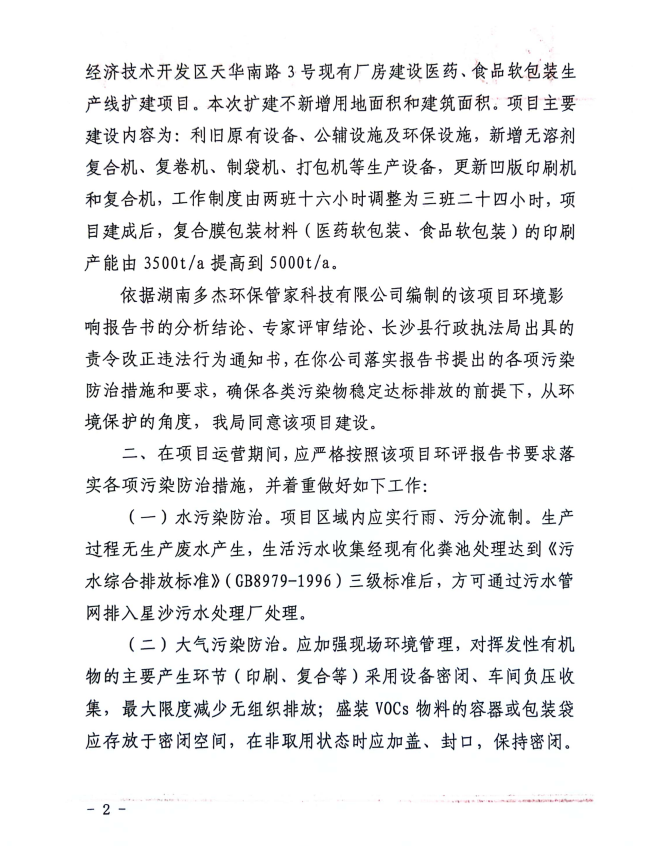 经济技术开发区天华南路 3 号现有厂房建设医药、食品软包装生
产线扩建项目。本次扩建不新增用地面积和建筑面积。项目主要
建设内容为：利旧原有设备、公辅设施及环保设施，新增无溶剂
复合机、复卷机、制袋机、打包机等生产设备，更新凹版印刷机
和复合机，工作制度由两班十六小时调整为三班二十四小时，项
目建成后，复合膜包装材料（医药软包装、食品软包装）的印刷
产能由 3500t/a 提高到 5000t/a。
依据湖南多杰环保管家科技有限公司编制的该项目环境影
响报告书的分析结论、专家评审结论、长沙县行政执法局出具的
责令改正违法行为通知书，在你公司落实报告书提出的各项污染
防治措施和要求，确保各类污染物稳定达标排放的前提下，从环
境保护的角度，我局同意该项目建设。
二、在项目运营期间，应严格按照该项目环评报告书要求落
实各项污染防治措施，并着重做好如下工作：
（一）水污染防治。项目区域内应实行雨、污分流制。生产
过程无生产废水产生，生活污水收集经现有化粪池处理达到《污
水综合排放标准》（GB8979-1996）三级标准后，方可通过污水管
网排入星沙污水处理厂处理。
（二）大气污染防治。应加强现场环境管理，对挥发性有机
物的主要产生环节（印刷、复合等）采用设备密闭、车间负压收
集，最大限度减少无组织排放；盛装 VOCs 物料的容器或包装袋
应存放于密闭空间，在非取用状态时应加盖、封口，保持密闭。
- 2 -